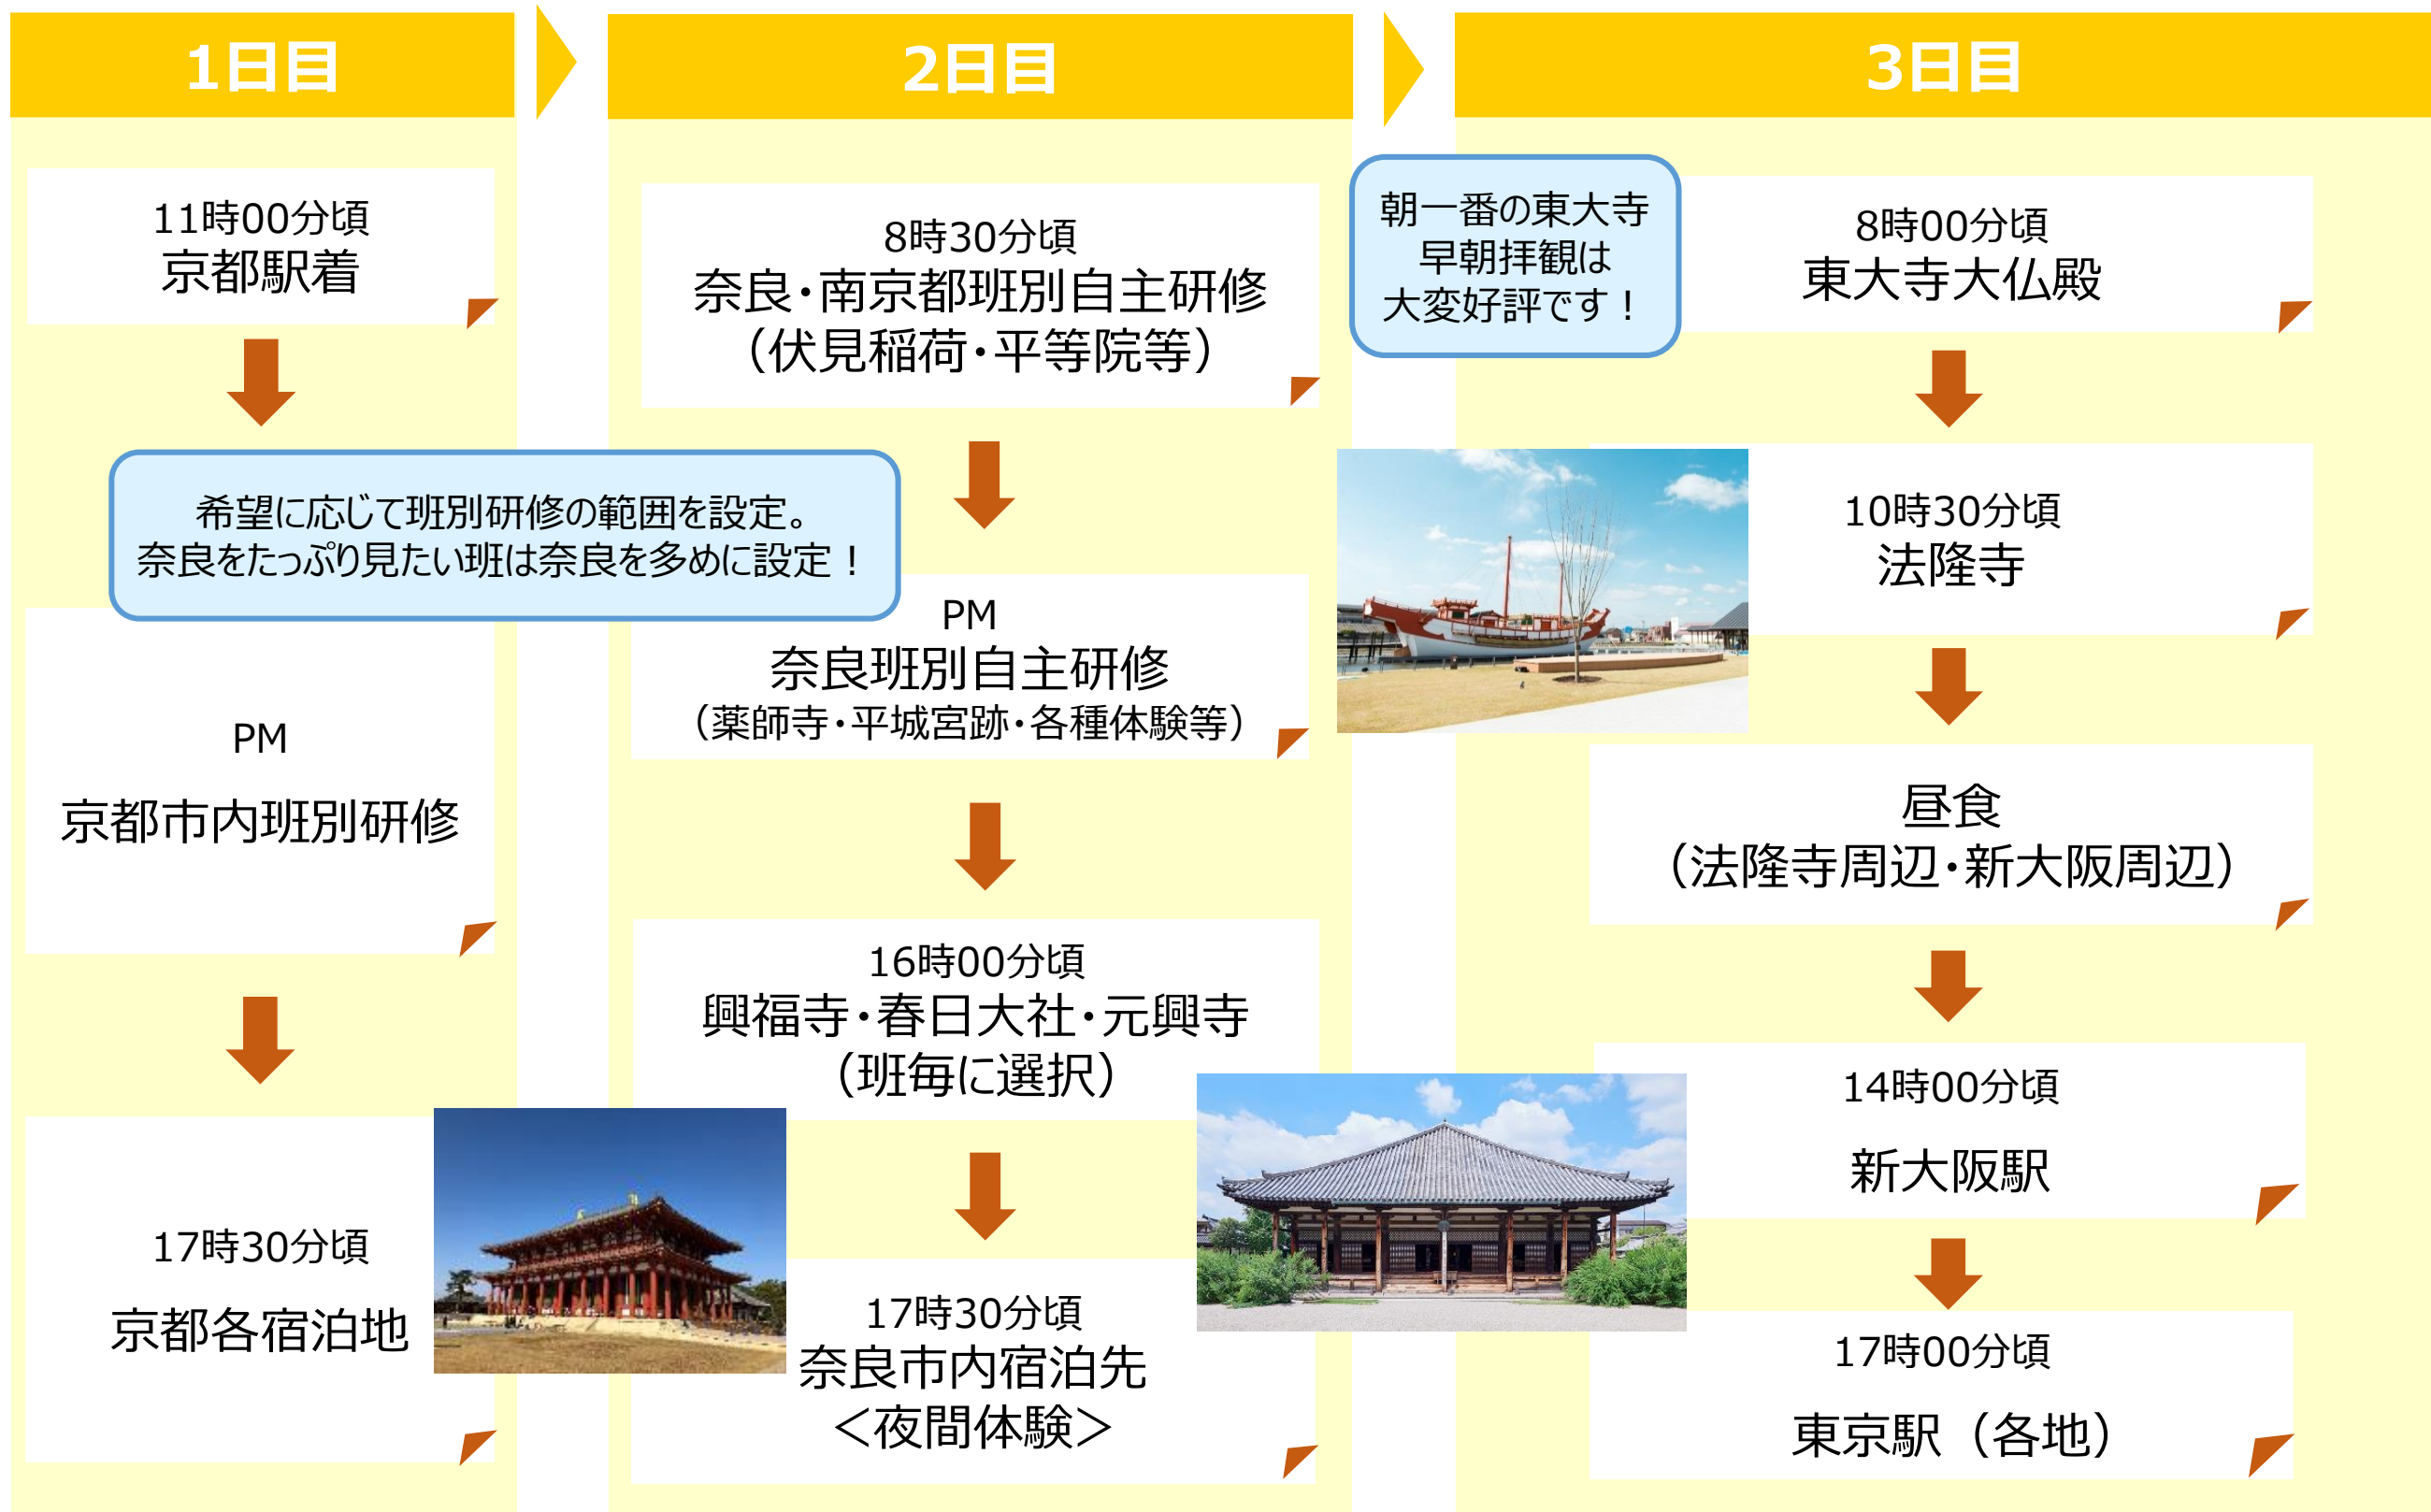 1日目
11時00分頃
京都駅着
希望に応じて班別研修の範囲を設定。
奈良をたっぷり見たい班は奈良を多めに設定！
PM
京都市内班別研修
17時30分頃
京都各宿泊地
2日目
8時30分頃
奈良・南京都班別自主研修
（伏見稲荷・平等院等）
PM
奈良班別自主研修
（薬師寺・平城宮跡・各種体験等）
16時00分頃
興福寺・春日大社・元興寺
（班毎に選択）
17時30分頃
奈良市内宿泊先
＜夜間体験＞
3日目
朝一番の東大寺
早朝拝観は
大変好評です！
8時00分頃
東大寺大仏殿
10時30分頃
法隆寺
昼食
（法隆寺周辺・新大阪周辺）
14時00分頃
新大阪駅
17時00分頃
東京駅（各地）